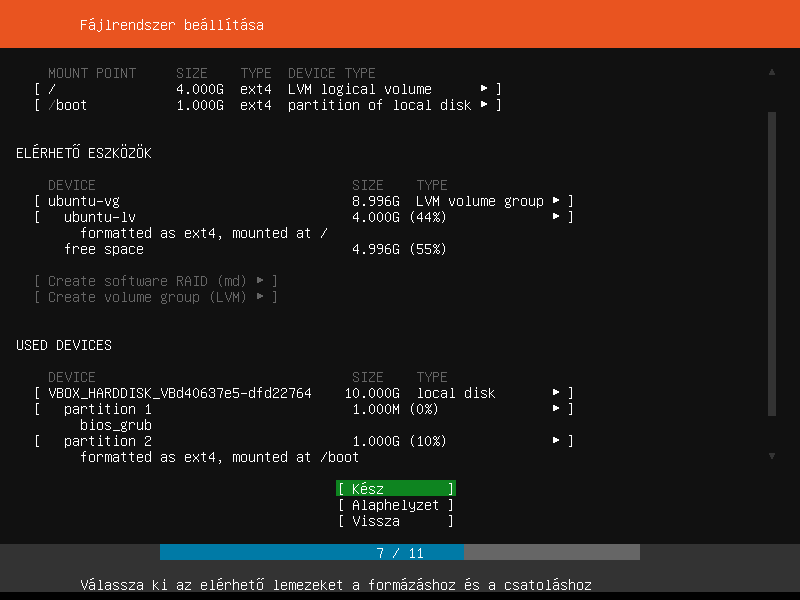 Fájlrendszer beállítása
MOUNT POINT SIZE TYPE DEVICE TYPE
[ / 4.000G ext4 LVM logical volume ▸ ]
[ /boot 1.000G ext4 partition of local disk ▸ ]
ELÉRHETŐ ESZKÖZÖK
DEVICE SIZE TYPE
[ ubuntu-vg 8.996G LVM volume group ▸ ]
[ ubuntu-lv 4.000G (44%) ▸ ]
formatted as ext4, mounted at /
free space 4.996G (55%)
[ Create software RAID (md) ▸ ]
[ Create volume group (LVM) ▸ ]
USED DEVICES
DEVICE SIZE TYPE
[ VBOX_HARDDISK_VBd40637e5-dfd22764 10.000G local disk ▸ ]
[ partition 1 1.000M (0%) ▸ ]
bios_grub
[ partition 2 1.000G (10%) ▸ ]
formatted as ext4, mounted at /boot
[ Kész ]
[ Alaphelyzet ]
[ Vissza ]
7 / 11
Válassza ki az elérhető lemezeket a formázáshoz és a csatoláshoz